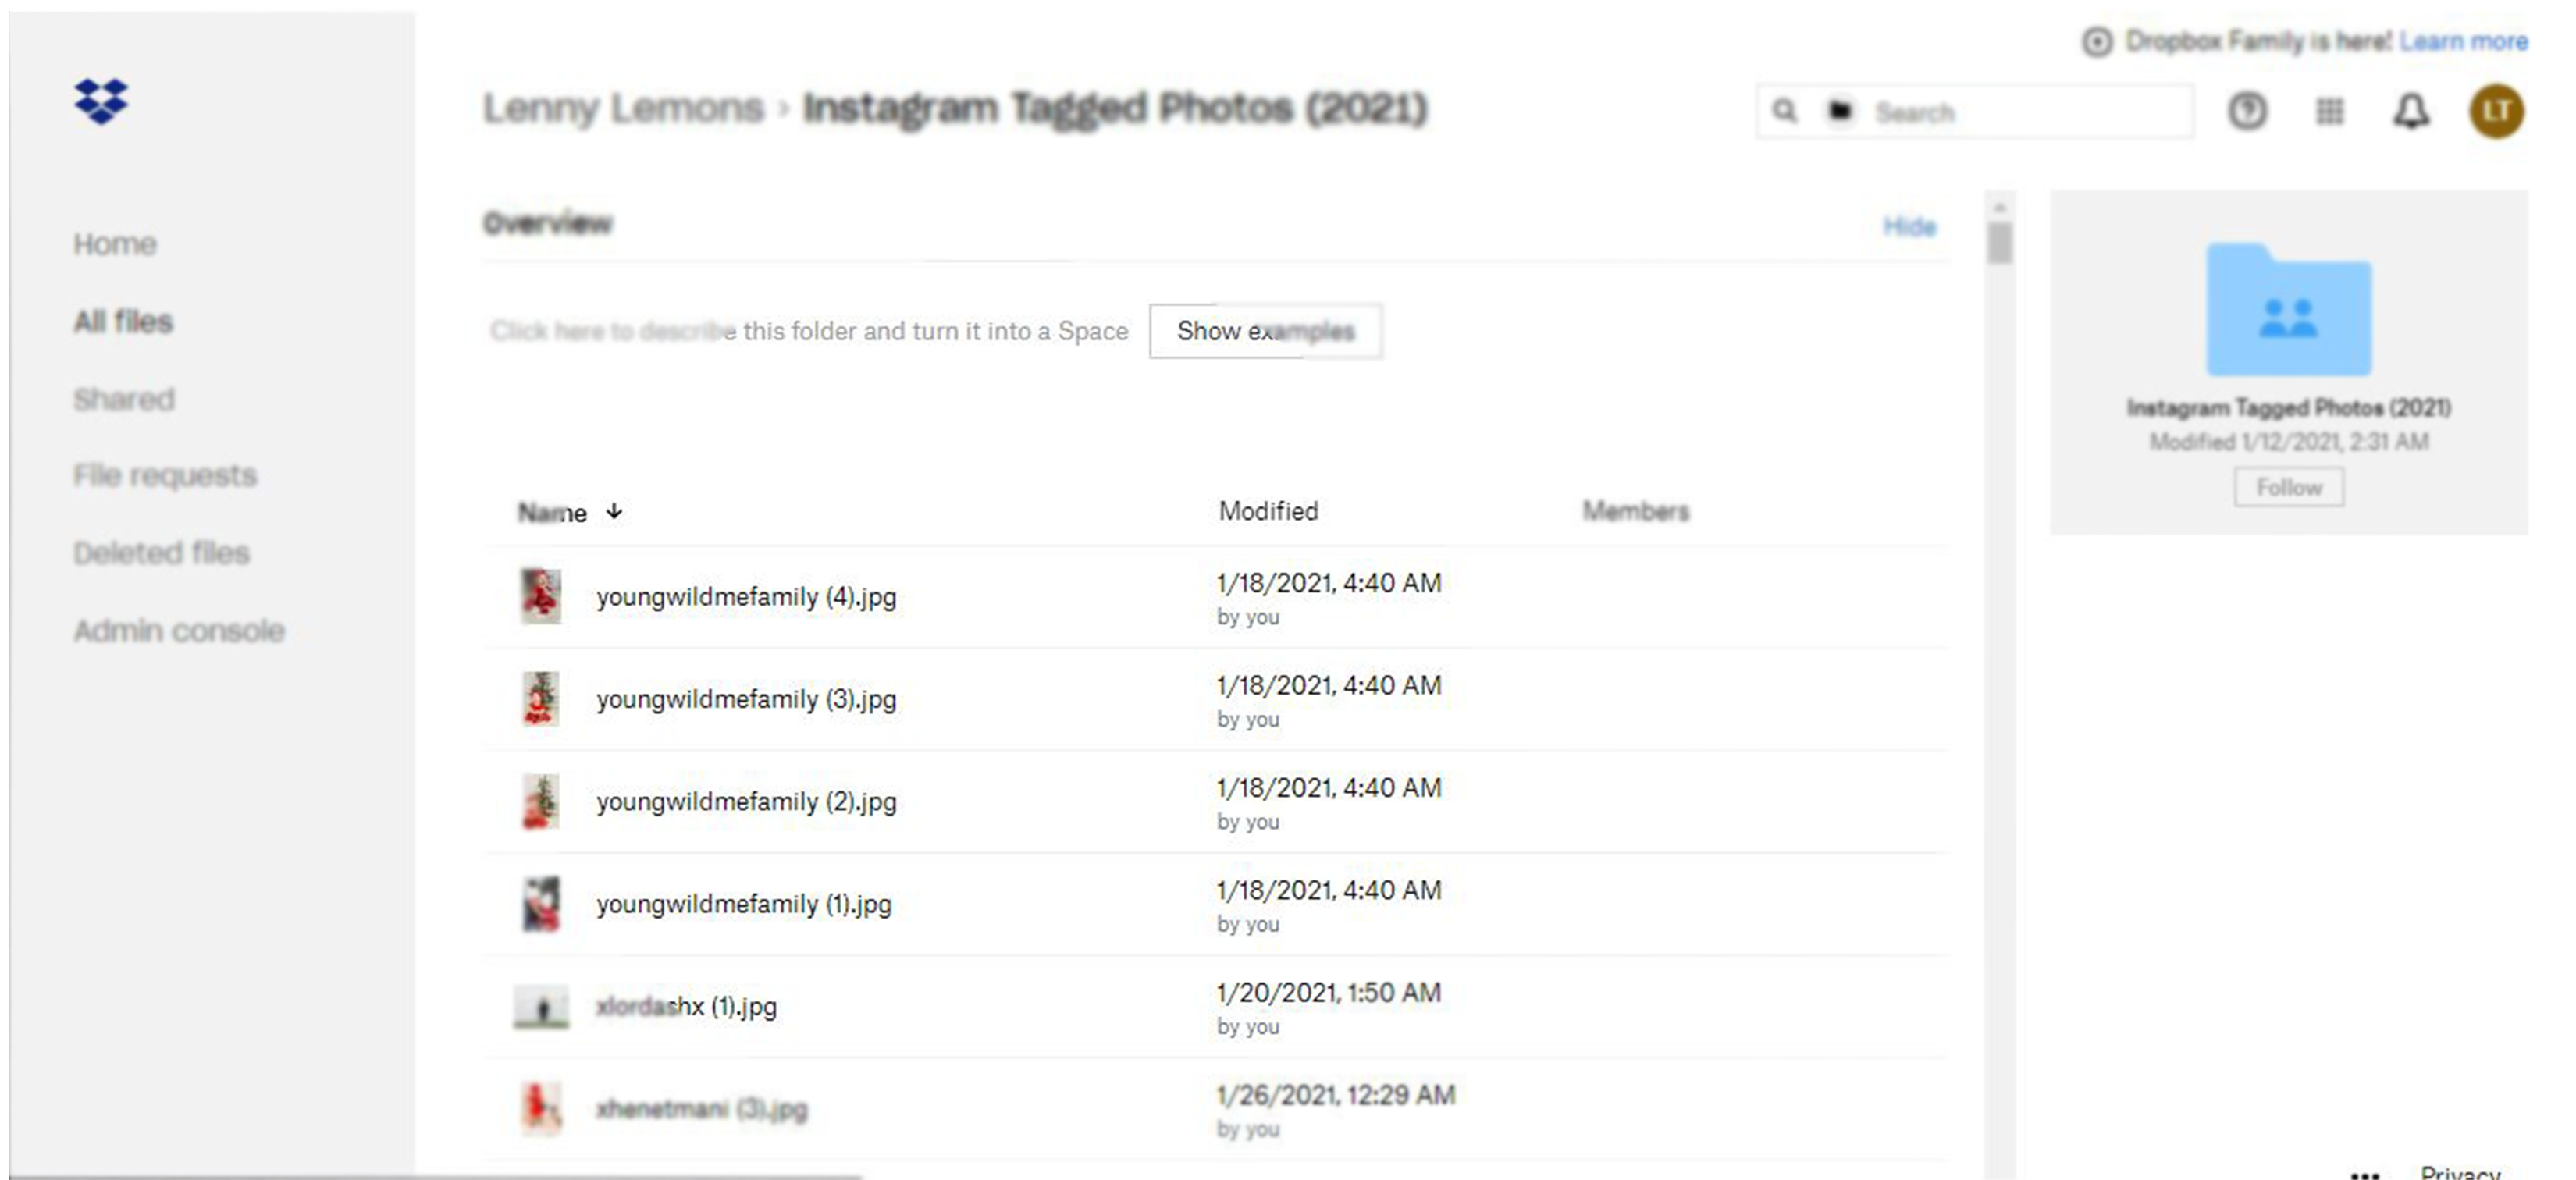 Dropbox Family is here! Learn more
Lenny Lemons › Instagram Tagged Photos (2021)
Search
LT
Home
All files
Shared
File requests
Deleted files
Admin console
Overview
Hide
Click here to describe this folder and turn it into a Space
Show examples
Instagram Tagged Photos (2021)
Modified 1/12/2021, 2:31 AM
Follow
Name ↓ Modified Members
youngwildmefamily (4).jpg 1/18/2021, 4:40 AM
by you
youngwildmefamily (3).jpg 1/18/2021, 4:40 AM
by you
youngwildmefamily (2).jpg 1/18/2021, 4:40 AM
by you
youngwildmefamily (1).jpg 1/18/2021, 4:40 AM
by you
xlordashx (1).jpg 1/20/2021, 1:50 AM
by you
xhenetmani (3).jpg 1/26/2021, 12:29 AM
by you
Privacy